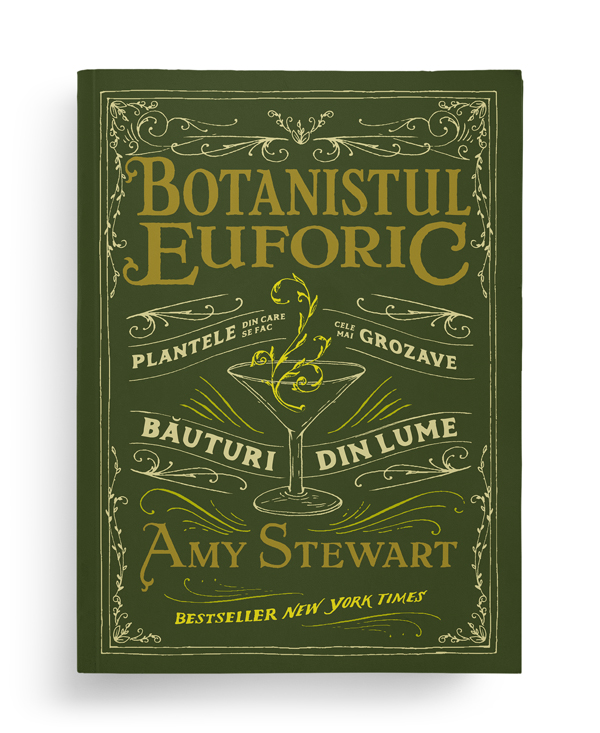 BOTANISTUL
EUFORIC
PLANTELE DIN CARE SE FAC CELE MAI GROZAVE
BĂUTURI DIN LUME
AMY STEWART
BESTSELLER NEW YORK TIMES